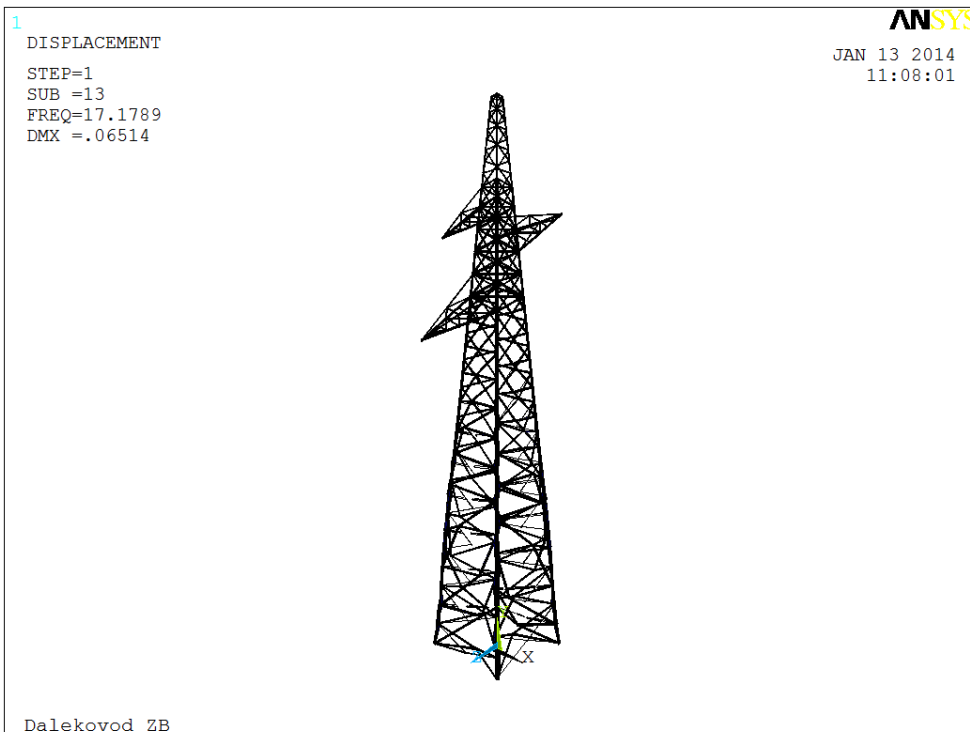 1
DISPLACEMENT
STEP=1
SUB =13
FREQ=17.1789
DMX =.06514
ANSYS
JAN 13 2014
11:08:01
X
Dalekovod ZB